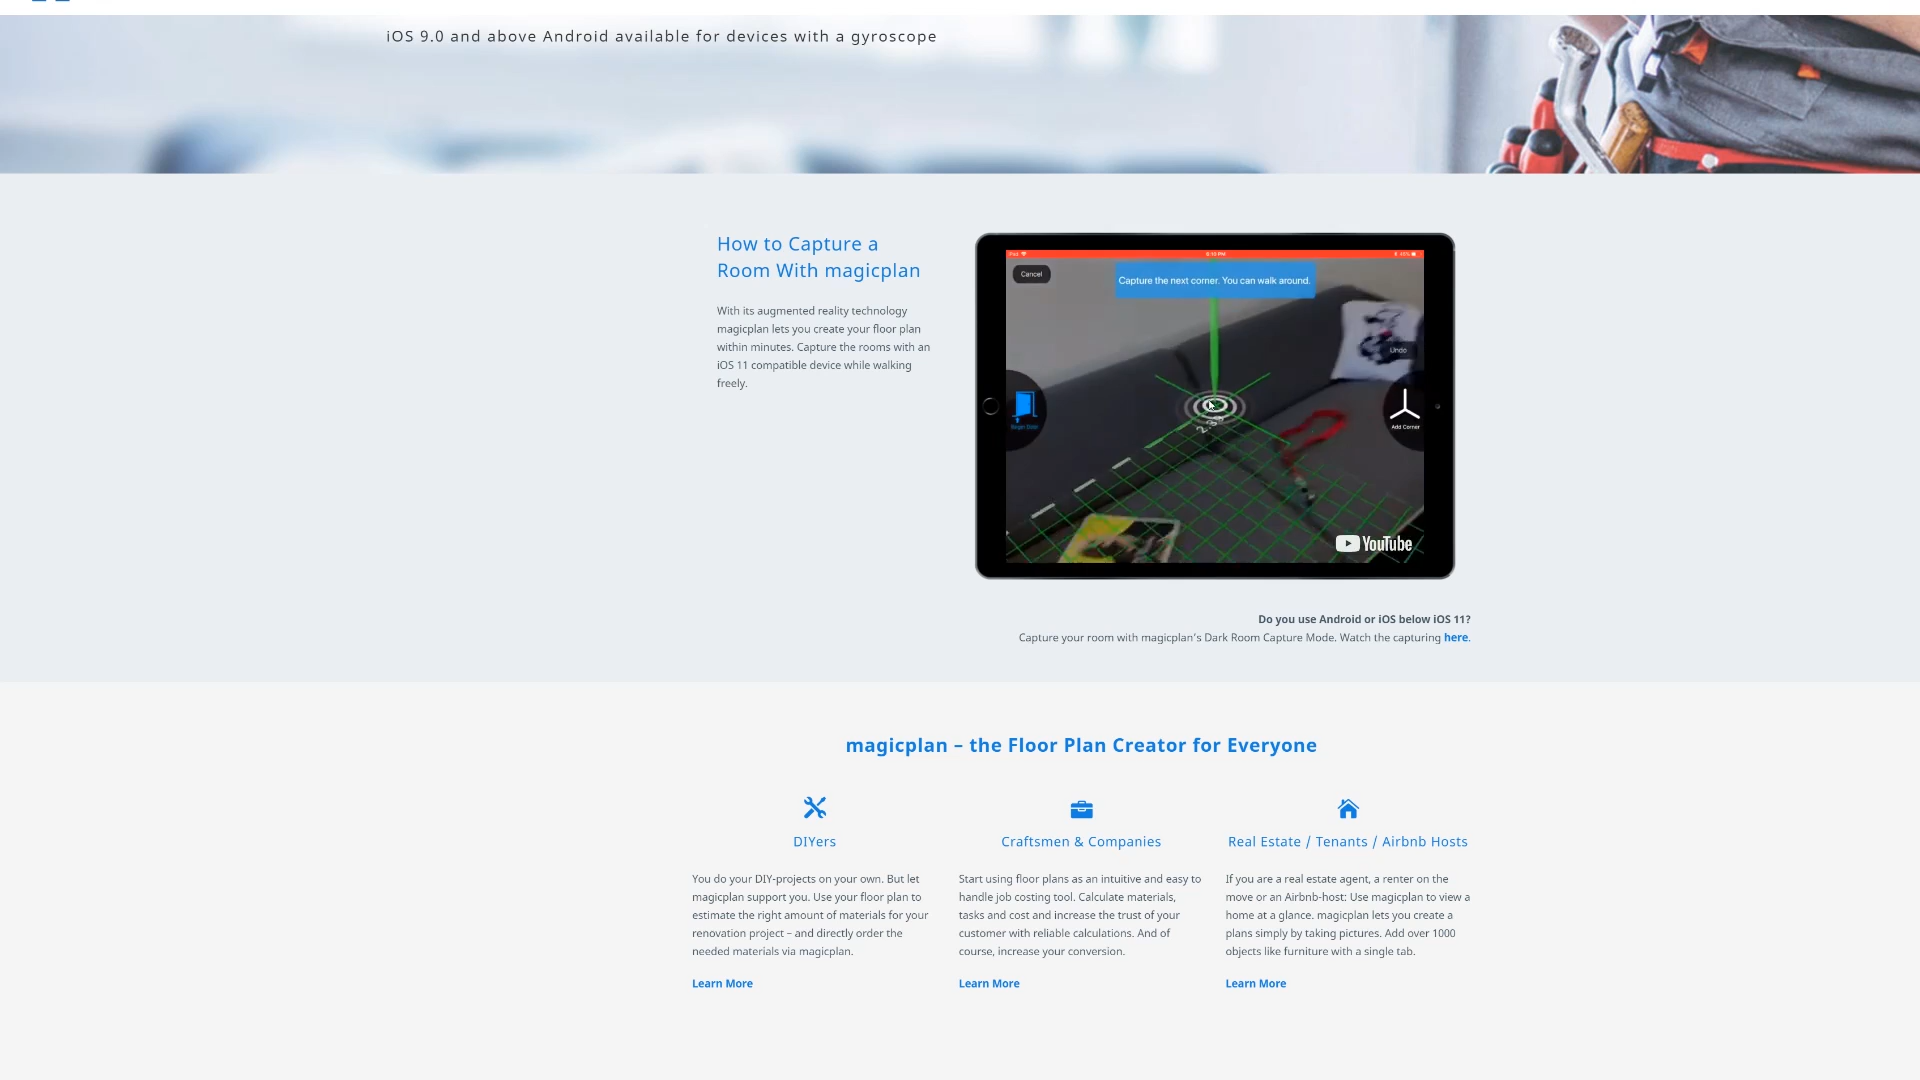 iOS 9.0 and above Android available for devices with a gyroscope
How to Capture a
Room With magicplan
With its augmented reality technology
magicplan lets you create your floor plan
within minutes. Capture the rooms with an
iOS 11 compatible device while walking
freely.
iPad
6:13 PM
Cancel
Capture the next corner. You can walk around.
Undo
Add Corner
YouTube
Do you use Android or iOS below iOS 11?
Capture your room with magicplan’s Dark Room Capture Mode. Watch the capturing here.
magicplan – the Floor Plan Creator for Everyone
DIYers
You do your DIY-projects on your own. But let
magicplan support you. Use your floor plan to
estimate the right amount of materials for your
renovation project – and directly order the
needed materials via magicplan.
Learn More
Craftsmen & Companies
Start using floor plans as an intuitive and easy to
handle job costing tool. Calculate materials,
tasks and cost and increase the trust of your
customer with reliable calculations. And of
course, increase your conversion.
Learn More
Real Estate / Tenants / Airbnb Hosts
If you are a real estate agent, a renter on the
move or an Airbnb-host: Use magicplan to view a
home at a glance. magicplan lets you create a
plans simply by taking pictures. Add over 1000
objects like furniture with a single tab.
Learn More